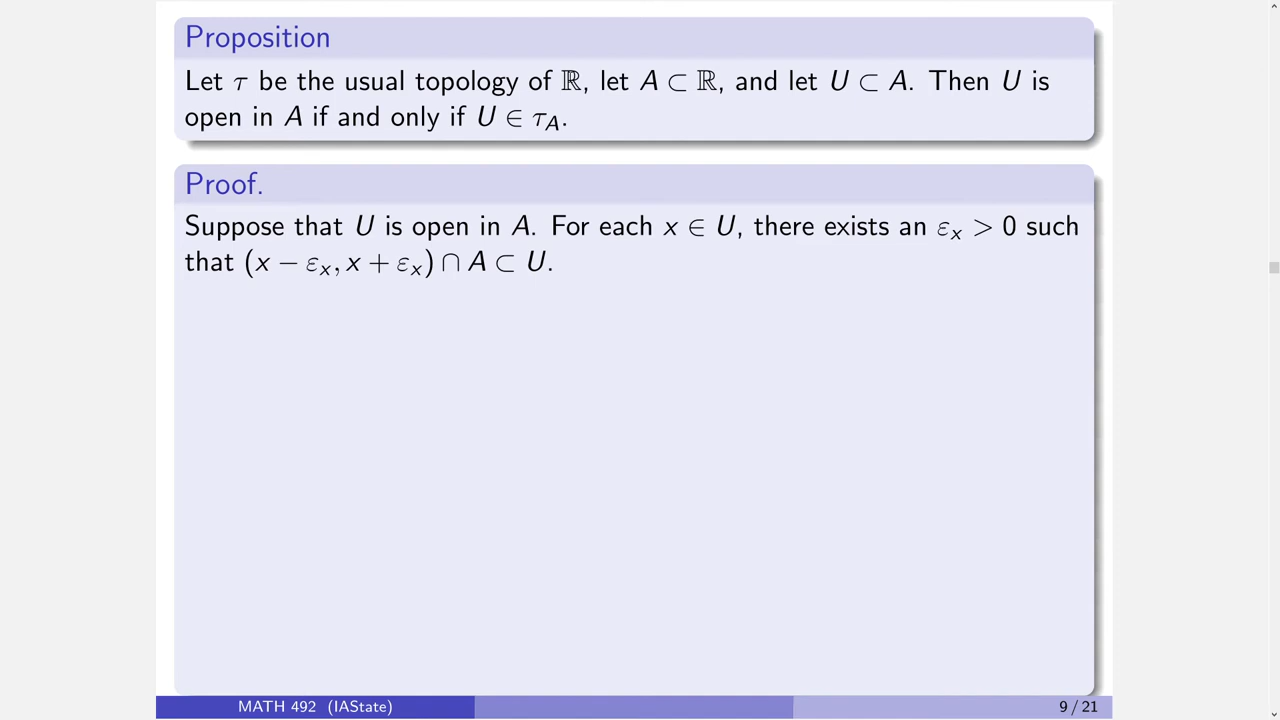 Proposition
Let τ be the usual topology of ℝ, let A ⊂ ℝ, and let U ⊂ A. Then U is
open in A if and only if U ∈ τ_A.
Proof.
Suppose that U is open in A. For each x ∈ U, there exists an ε_x > 0 such
that (x − ε_x, x + ε_x) ∩ A ⊂ U.
MATH 492 (IAState)
9 / 21